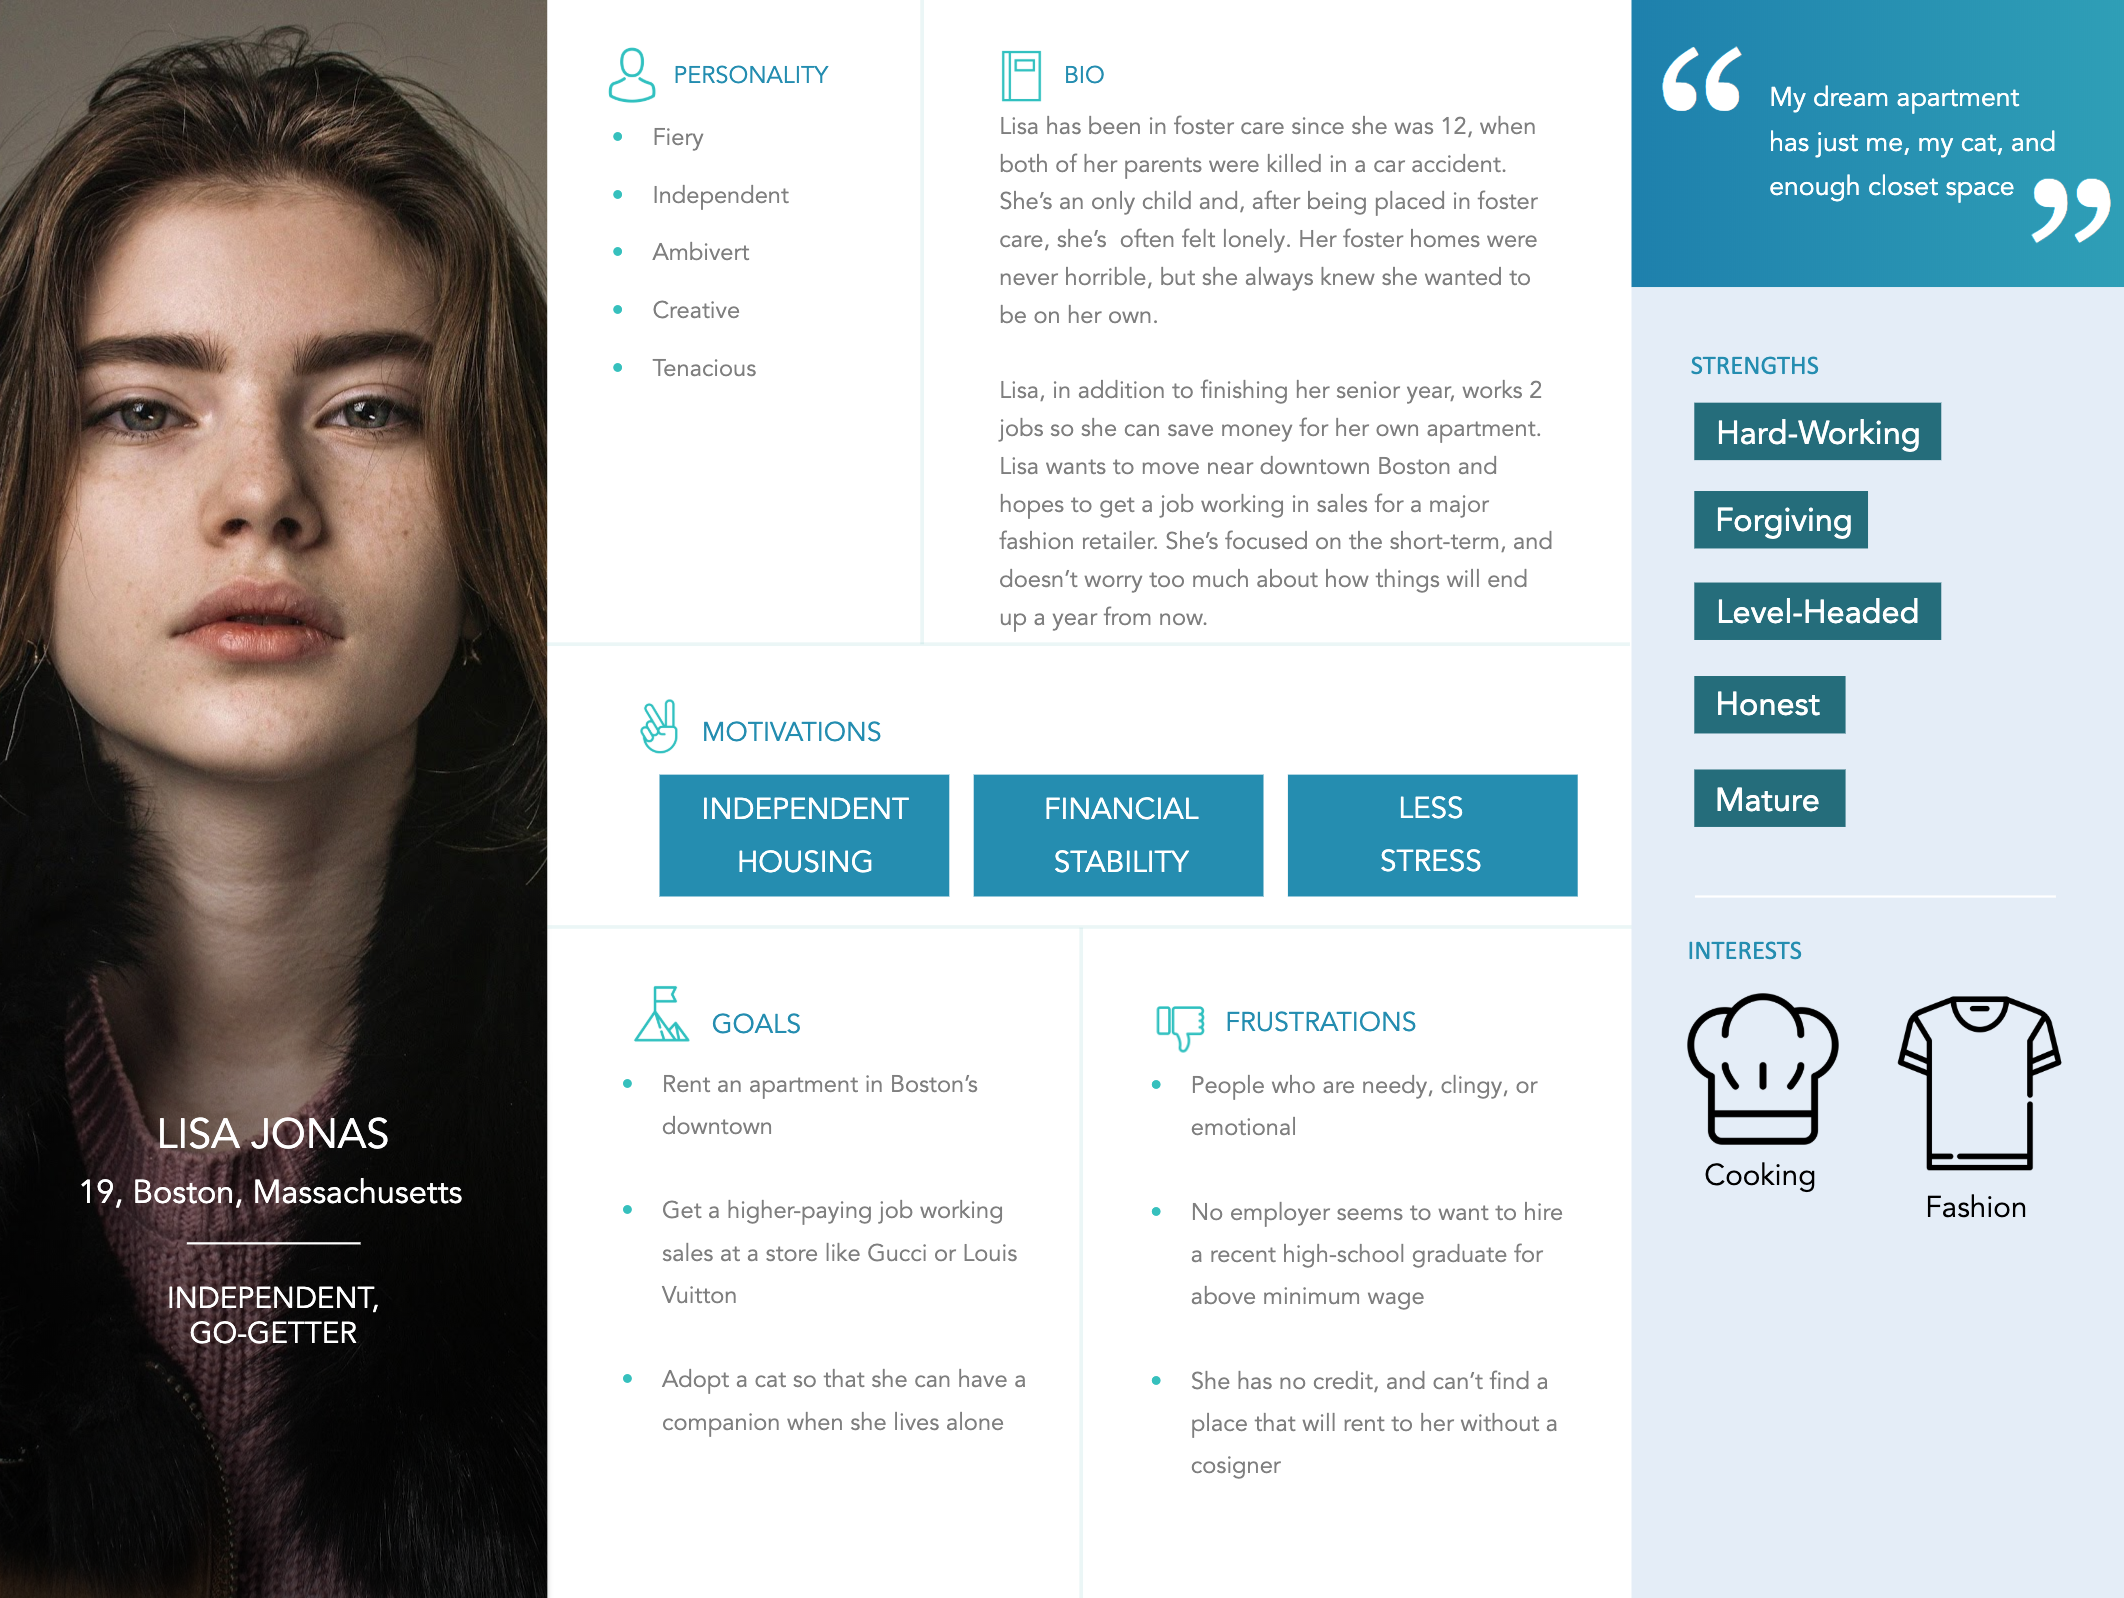 LISA JONAS
19, Boston, Massachusetts
INDEPENDENT,
GO-GETTER
PERSONALITY
Fiery
Independent
Ambivert
Creative
Tenacious
BIO
Lisa has been in foster care since she was 12, when
both of her parents were killed in a car accident.
She’s an only child and, after being placed in foster
care, she’s  often felt lonely. Her foster homes were
never horrible, but she always knew she wanted to
be on her own.
Lisa, in addition to finishing her senior year, works 2
jobs so she can save money for her own apartment.
Lisa wants to move near downtown Boston and
hopes to get a job working in sales for a major
fashion retailer. She’s focused on the short-term, and
doesn’t worry too much about how things will end
up a year from now.
MOTIVATIONS
INDEPENDENT
HOUSING
FINANCIAL
STABILITY
LESS
STRESS
GOALS
Rent an apartment in Boston’s
downtown
Get a higher-paying job working
sales at a store like Gucci or Louis
Vuitton
Adopt a cat so that she can have a
companion when she lives alone
FRUSTRATIONS
People who are needy, clingy, or
emotional
No employer seems to want to hire
a recent high-school graduate for
above minimum wage
She has no credit, and can’t find a
place that will rent to her without a
cosigner
“ My dream apartment
has just me, my cat, and
enough closet space ”
STRENGTHS
Hard-Working
Forgiving
Level-Headed
Honest
Mature
INTERESTS
Cooking
Fashion